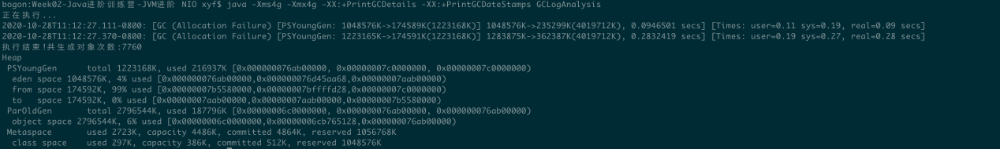 bogon:Week02-Java进阶训练营-JVM进阶 NIO xyf$ java -Xms4g -Xmx4g -XX:+PrintGCDetails -XX:+PrintGCDateStamps GCLogAnalysis
正在执行...
2020-10-28T11:12:27.111-0800: [GC (Allocation Failure) [PSYoungGen: 1048576K->174589K(1223168K)] 1048576K->235299K(4019712K), 0.0946501 secs] [Times: user=0.11 sys=0.19, real=0.09 secs]
2020-10-28T11:12:27.370-0800: [GC (Allocation Failure) [PSYoungGen: 1223165K->174591K(1223168K)] 1283875K->362387K(4019712K), 0.2832419 secs] [Times: user=0.19 sys=0.27, real=0.28 secs]
执行结束!共生成对象次数:7760
Heap
PSYoungGen total 1223168K, used 216937K [0x000000076ab00000, 0x00000007c0000000, 0x00000007c0000000)
eden space 1048576K, 4% used [0x000000076ab00000,0x000000076d45aa68,0x00000007aab00000)
from space 174592K, 99% used [0x00000007b5580000,0x00000007bffffd28,0x00000007c0000000)
to space 174592K, 0% used [0x00000007aab00000,0x00000007aab00000,0x00000007b5580000)
ParOldGen total 2796544K, used 187796K [0x00000006c0000000, 0x000000076ab00000, 0x000000076ab00000)
object space 2796544K, 6% used [0x00000006c0000000,0x00000006cb765128,0x000000076ab00000)
Metaspace used 2723K, capacity 4486K, committed 4864K, reserved 1056768K
class space used 297K, capacity 386K, committed 512K, reserved 1048576K